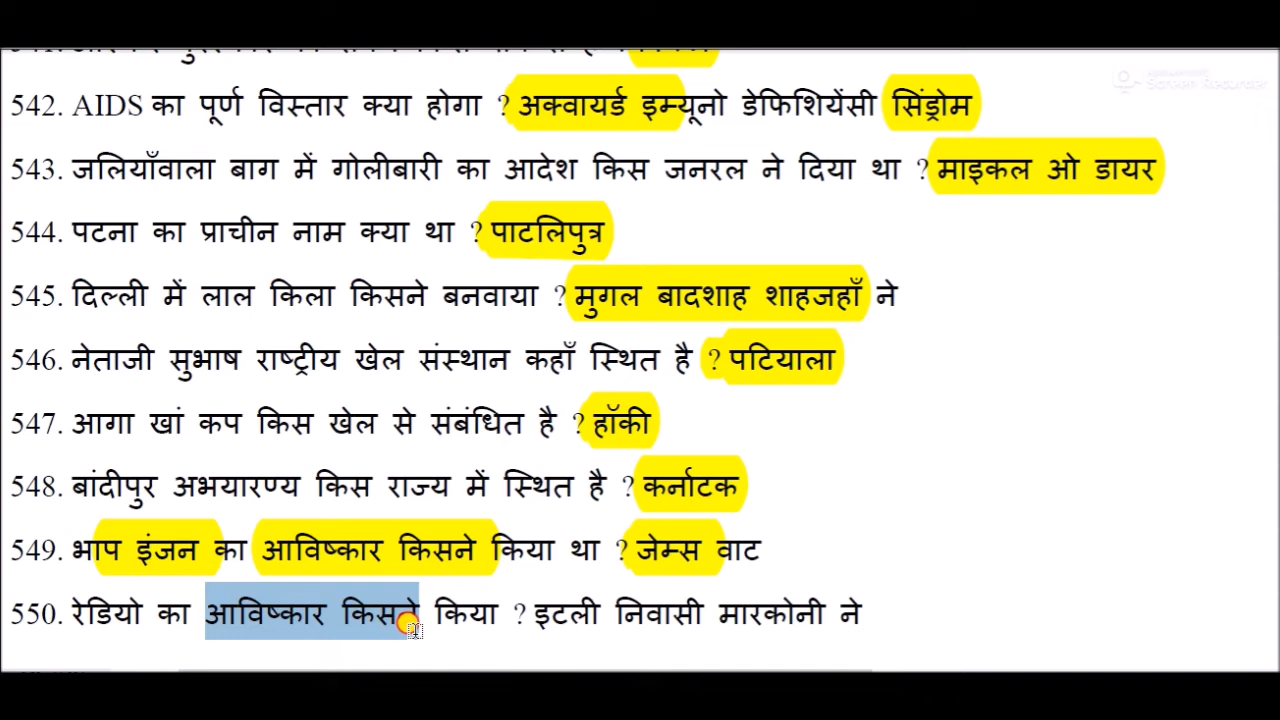 542. AIDS का पूर्ण विस्तार क्या होगा ? अक्वायर्ड इम्यूनो डेफिशियेंसी सिंड्रोम
Screen Recorder
543. जलियाँवाला बाग में गोलीबारी का आदेश किस जनरल ने दिया था ? माइकल ओ डायर
544. पटना का प्राचीन नाम क्या था ? पाटलिपुत्र
545. दिल्ली में लाल किला किसने बनवाया ? मुगल बादशाह शाहजहाँ ने
546. नेताजी सुभाष राष्ट्रीय खेल संस्थान कहाँ स्थित है ? पटियाला
547. आगा खां कप किस खेल से संबंधित है ? हॉकी
548. बांदीपुर अभयारण्य किस राज्य में स्थित है ? कर्नाटक
549. भाप इंजन का आविष्कार किसने किया था ? जेम्स वाट
550. रेडियो का आविष्कार किसने किया ? इटली निवासी मारकोनी ने